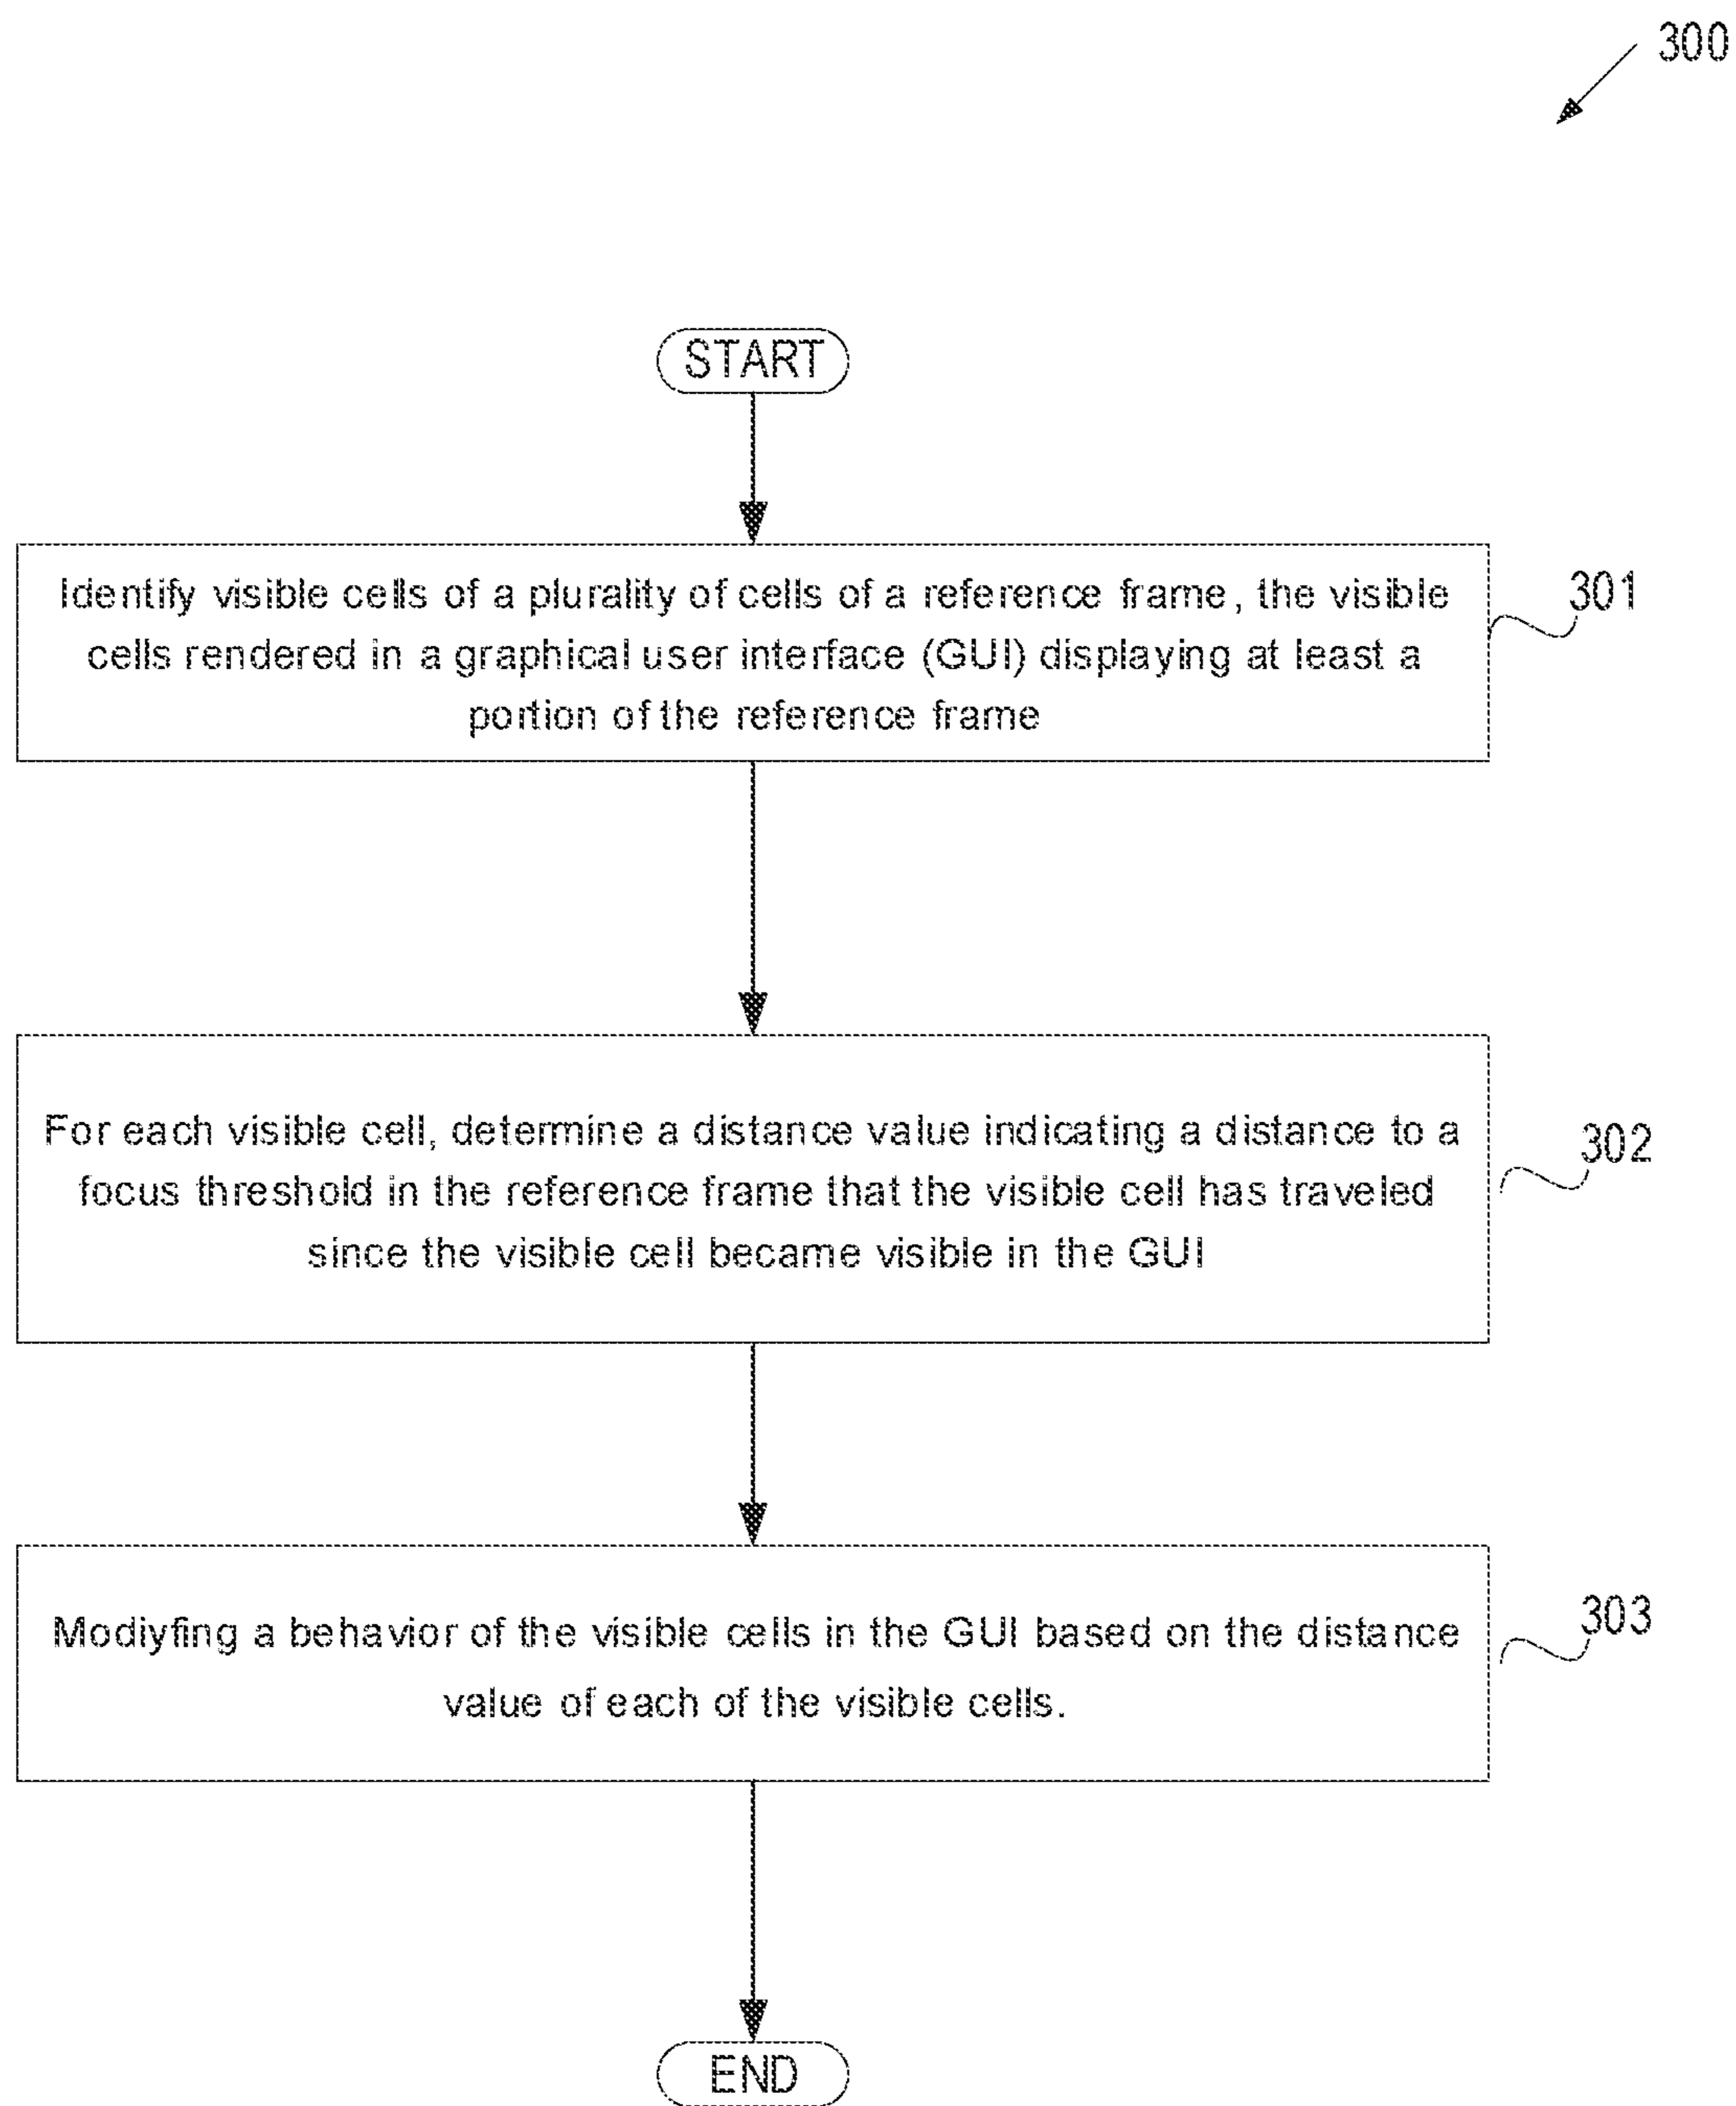 300
START
Identify visible cells of a plurality of cells of a reference frame, the visible
cells rendered in a graphical user interface (GUI) displaying at least a
portion of the reference frame
301
For each visible cell, determine a distance value indicating a distance to a
focus threshold in the reference frame that the visible cell has traveled
since the visible cell became visible in the GUI
302
Modiyfing a behavior of the visible cells in the GUI based on the distance
value of each of the visible cells.
303
END